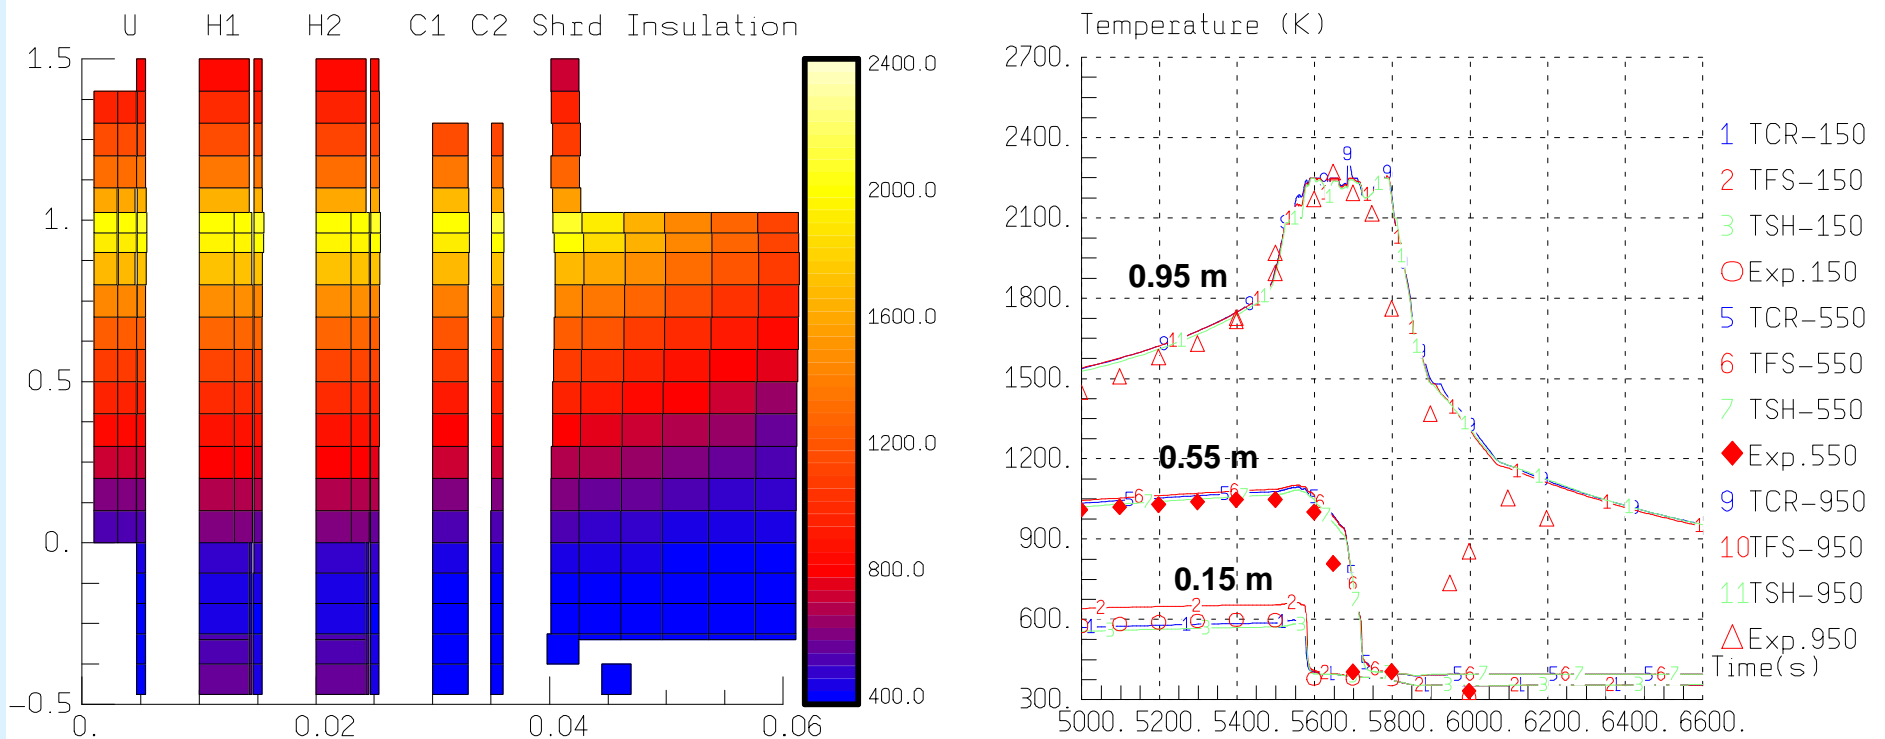 U H1 H2 C1 C2 Shrd Insulation
1.5
1.
0.5
0.
-0.5
0. 0.02 0.04 0.06
2400.0
2000.0
1600.0
1200.0
800.0
400.0
Temperature (K)
2700.
2400.
2100.
1800.
1500.
1200.
900.
600.
300.
0.95 m
0.55 m
0.15 m
5000. 5200. 5400. 5600. 5800. 6000. 6200. 6400. 6600.
Time(s)
1 TCR-150
2 TFS-150
3 TSH-150
Exp.150
5 TCR-550
6 TFS-550
7 TSH-550
Exp.550
9 TCR-950
10 TFS-950
11 TSH-950
Exp.950